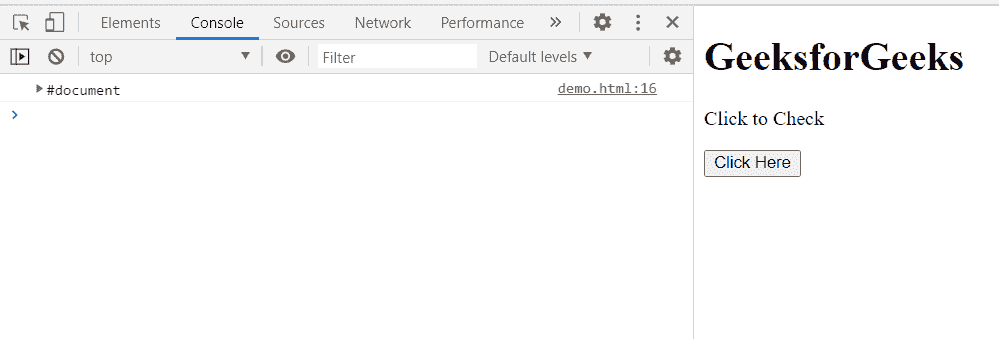 Elements Console Sources Network Performance
top Filter Default levels
#document demo.html:16
GeeksforGeeks
Click to Check
Click Here